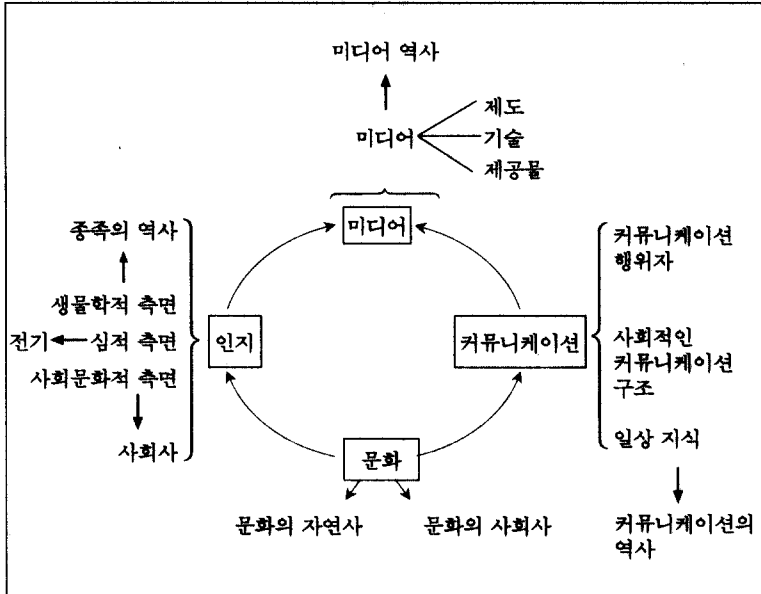 미디어 역사
미디어
제도
기술
제공물
미디어
종족의 역사
생물학적 측면
전기
심적 측면
사회문화적 측면
사회사
인지
커뮤니케이션
커뮤니케이션
행위자
사회적인
커뮤니케이션
구조
일상 지식
커뮤니케이션의
역사
문화
문화의 자연사
문화의 사회사